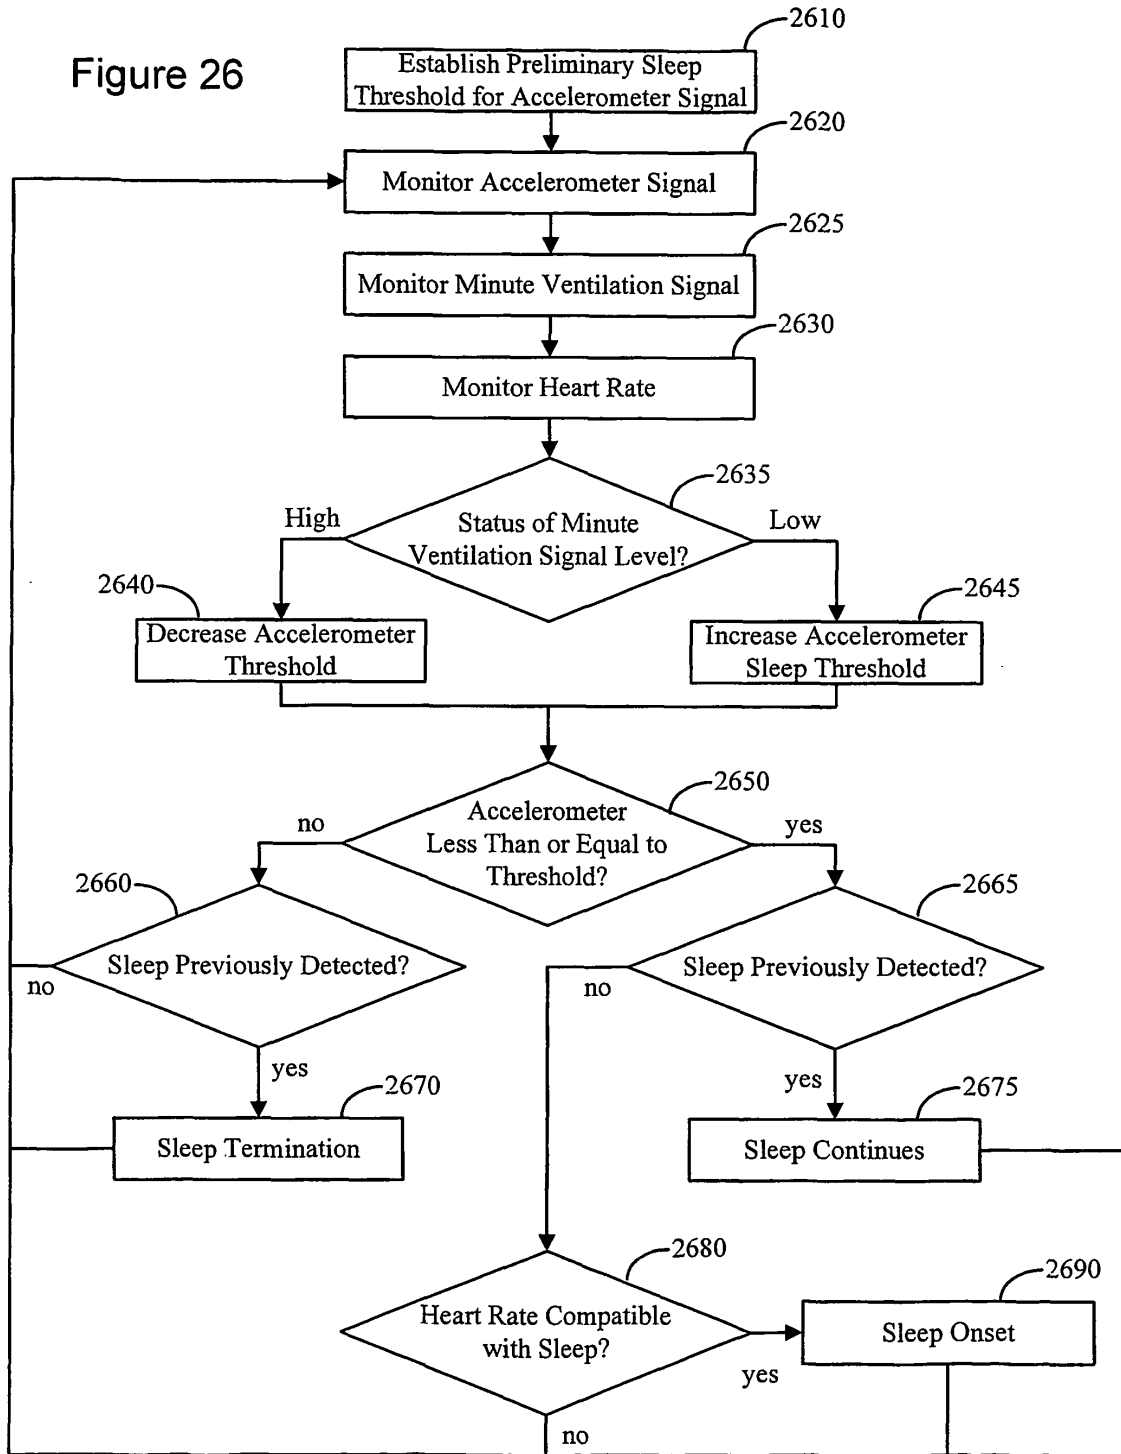 Figure 26
2610
Establish Preliminary Sleep
Threshold for Accelerometer Signal
2620
Monitor Accelerometer Signal
2625
Monitor Minute Ventilation Signal
2630
Monitor Heart Rate
2635
Status of Minute
Ventilation Signal Level?
High
Low
2640
Decrease Accelerometer
Threshold
2645
Increase Accelerometer
Sleep Threshold
2650
Accelerometer
Less Than or Equal to
Threshold?
no
yes
2660
Sleep Previously Detected?
no
yes
2665
Sleep Previously Detected?
no
yes
2670
Sleep Termination
2675
Sleep Continues
2680
Heart Rate Compatible
with Sleep?
yes
no
2690
Sleep Onset